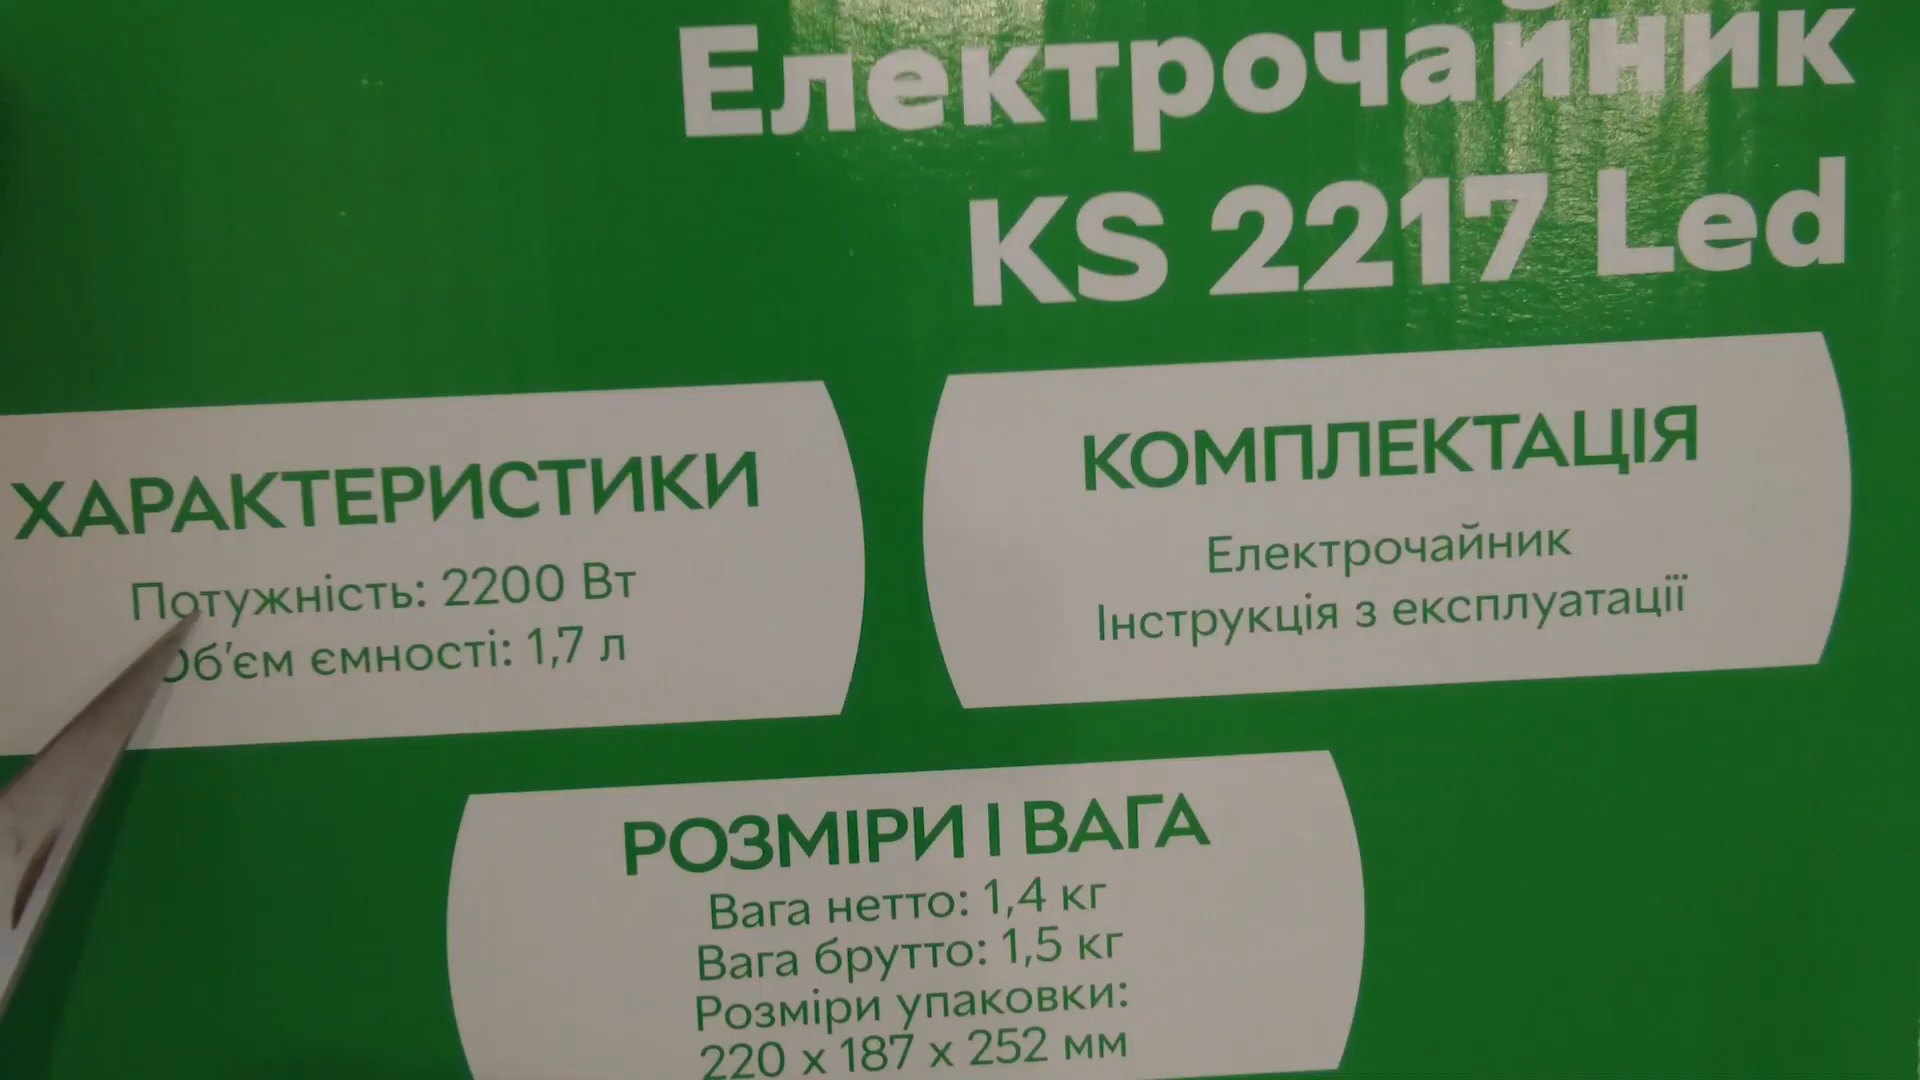 Електрочайник
KS 2217 Led
ХАРАКТЕРИСТИКИ
Потужність: 2200 Вт
Об'єм ємності: 1,7 л
КОМПЛЕКТАЦІЯ
Електрочайник
Інструкція з експлуатації
РОЗМІРИ І ВАГА
Вага нетто: 1,4 кг
Вага брутто: 1,5 кг
Розміри упаковки:
220 x 187 x 252 мм